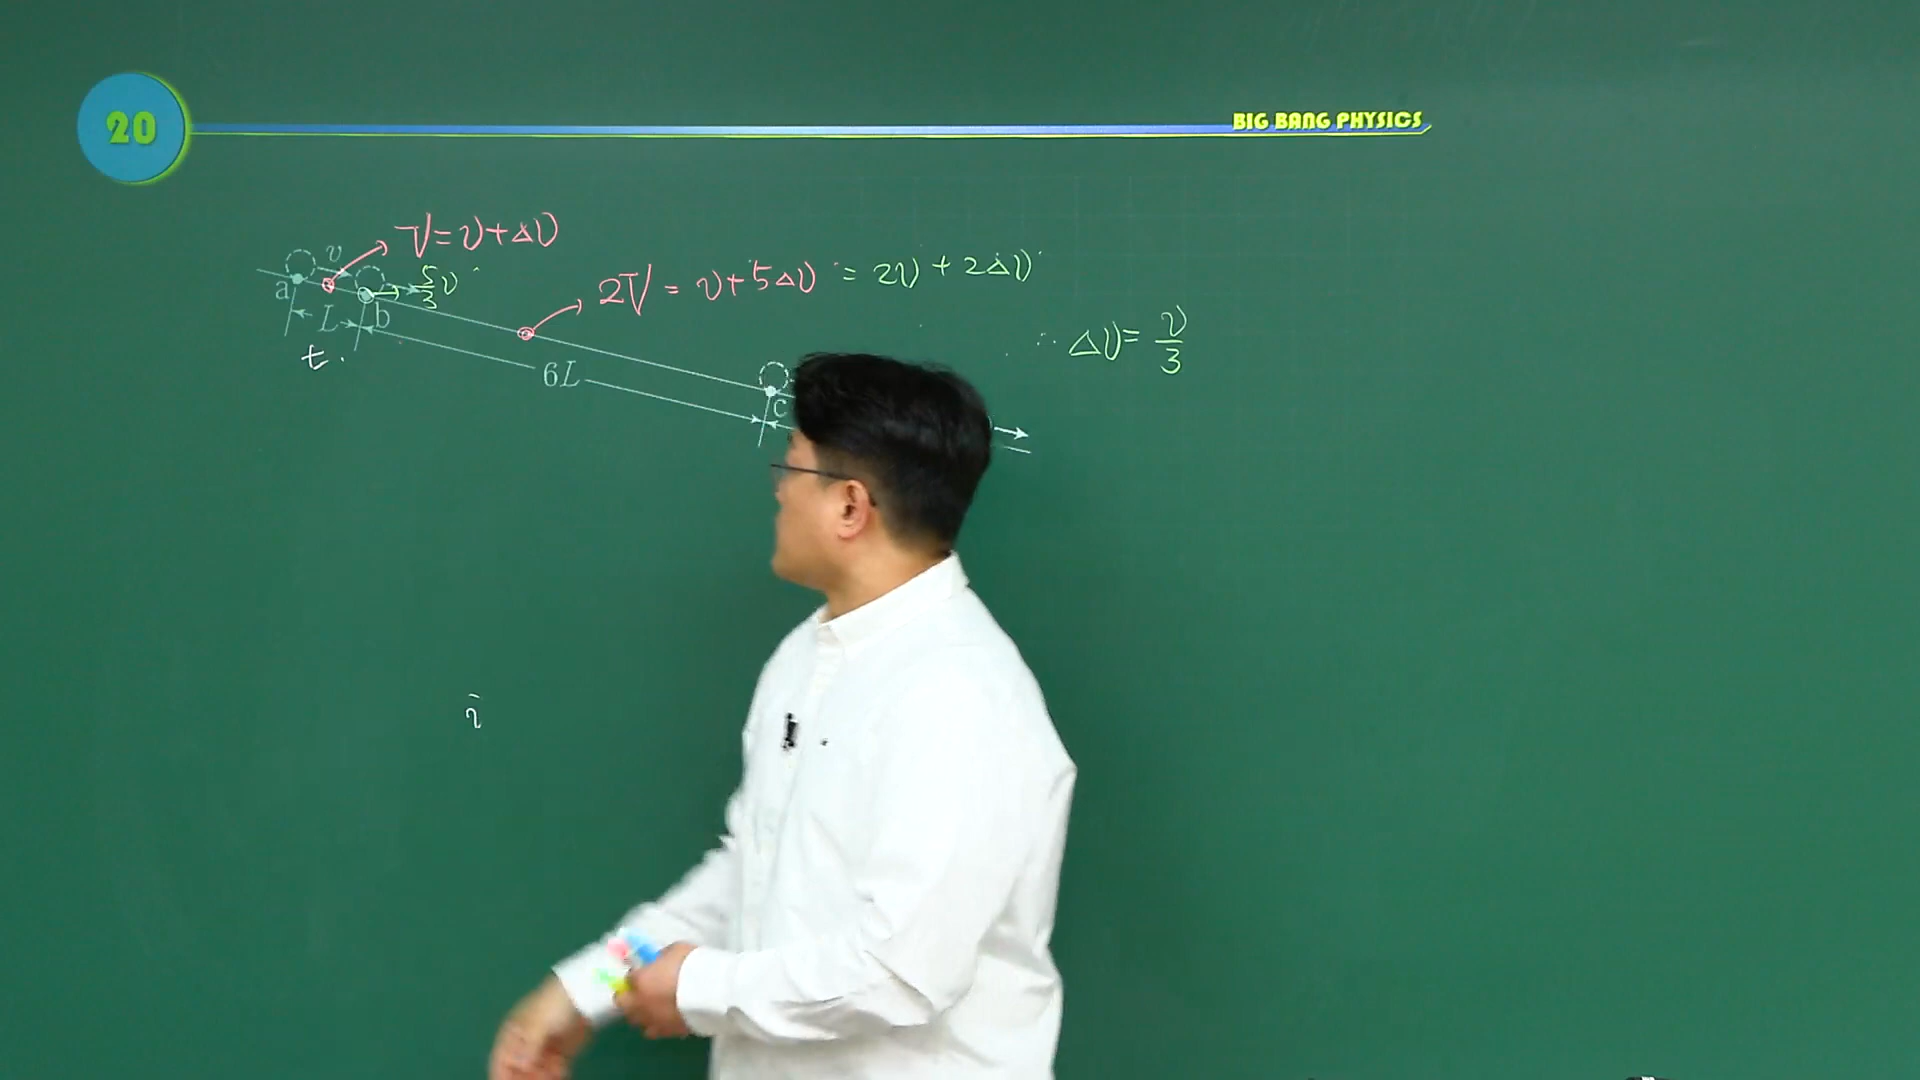 20
BIG BANG PHYSICS
V = v + Δv
v
5/3 v
2V = v + 5Δv = 2v + 2Δv
a
L
b
t
∴ Δv = v/3
6L
c